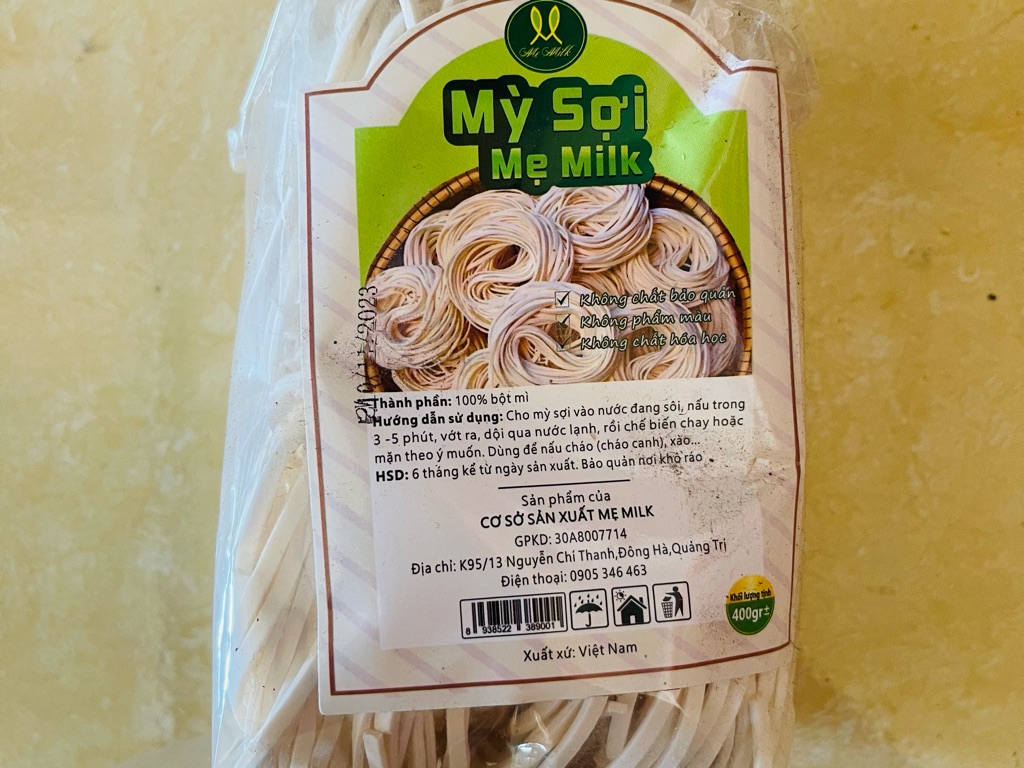 Mẹ Milk
Mỳ Sợi
Mẹ Milk
Không chất bảo quản
Không phẩm màu
Không chất hóa học
/11/2023
Thành phần: 100% bột mì
Hướng dẫn sử dụng: Cho mỳ sợi vào nước đang sôi, nấu trong
3 -5 phút, vớt ra, dội qua nước lạnh, rồi chế biến chay hoặc
mặn theo ý muốn. Dùng để nấu cháo (cháo canh), xào...
HSD: 6 tháng kể từ ngày sản xuất. Bảo quản nơi khô ráo
Sản phẩm của
CƠ SỞ SẢN XUẤT MẸ MILK
GPKD: 30A8007714
Địa chỉ: K95/13 Nguyễn Chí Thanh,Đông Hà,Quảng Trị
Điện thoại: 0905 346 463
8 938522 389001
Khối lượng tịnh
400gr±
Xuất xứ: Việt Nam